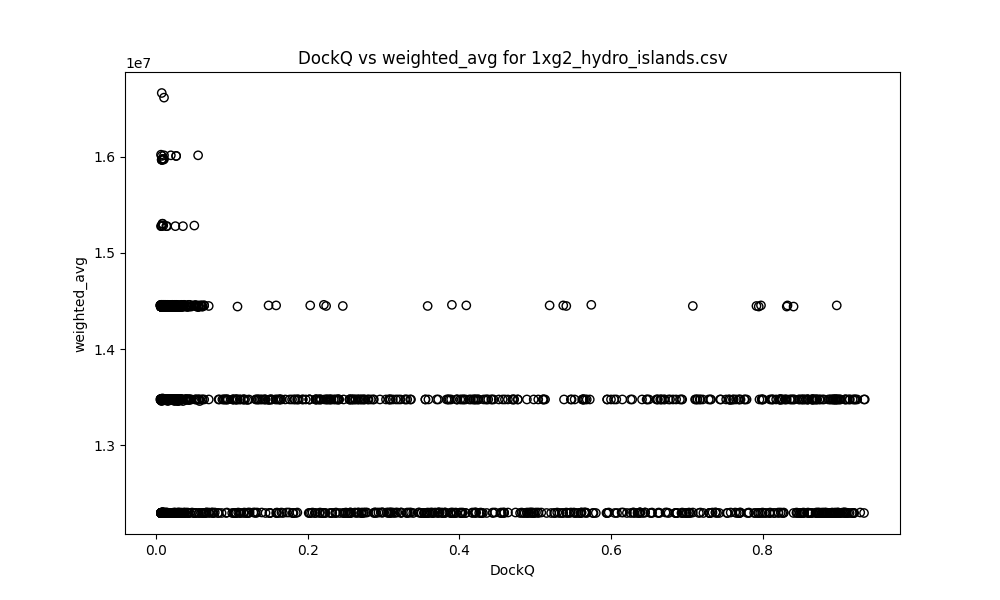 DockQ vs weighted_avg for 1xg2_hydro_islands.csv
1e7
1.6
1.5
1.4
1.3
weighted_avg
0.0 0.2 0.4 0.6 0.8
DockQ